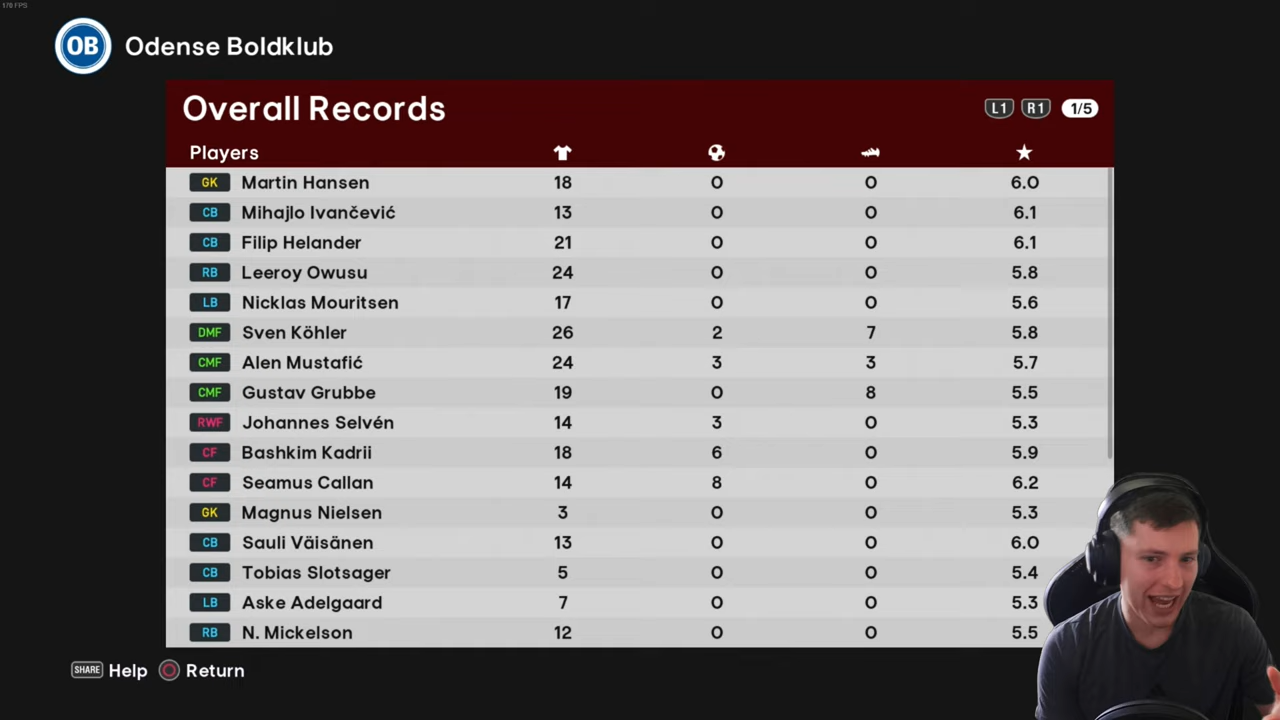 170 FPS
OB Odense Boldklub
Overall Records L1 R1 1/5
Players
GK Martin Hansen 18 0 0 6.0
CB Mihajlo Ivančević 13 0 0 6.1
CB Filip Helander 21 0 0 6.1
RB Leeroy Owusu 24 0 0 5.8
LB Nicklas Mouritsen 17 0 0 5.6
DMF Sven Köhler 26 2 7 5.8
CMF Alen Mustafić 24 3 3 5.7
CMF Gustav Grubbe 19 0 8 5.5
RWF Johannes Selvén 14 3 0 5.3
CF Bashkim Kadrii 18 6 0 5.9
CF Seamus Callan 14 8 0 6.2
GK Magnus Nielsen 3 0 0 5.3
CB Sauli Väisänen 13 0 0 6.0
CB Tobias Slotsager 5 0 0 5.4
LB Aske Adelgaard 7 0 0 5.3
RB N. Mickelson 12 0 0 5.5
SHARE Help Return